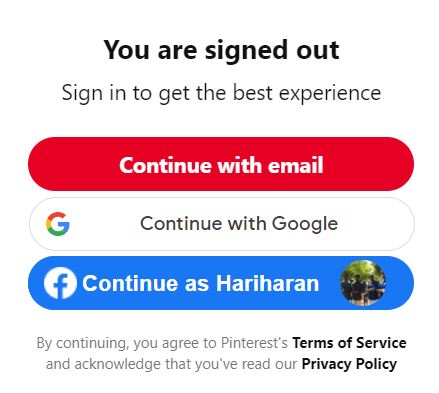 You are signed out
Sign in to get the best experience
Continue with email
Continue with Google
Continue as Hariharan
By continuing, you agree to Pinterest's Terms of Service
and acknowledge that you've read our Privacy Policy